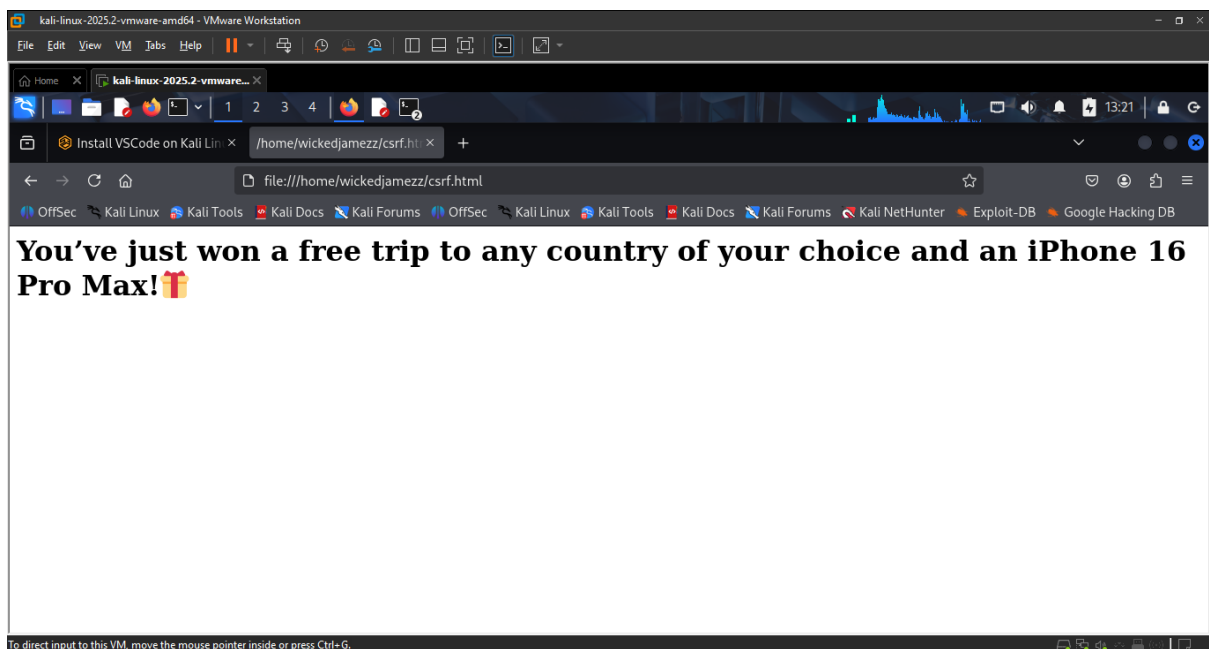 kali-linux-2025.2-vmware-amd64 - VMware Workstation
File Edit View VM Tabs Help
Home kali-linux-2025.2-vmware...
1 2 3 4 2 13:21
Install VSCode on Kali Lin /home/wickedjamezz/csrf.ht
file:///home/wickedjamezz/csrf.html
OffSec Kali Linux Kali Tools Kali Docs Kali Forums OffSec Kali Linux Kali Tools Kali Docs Kali Forums Kali NetHunter Exploit-DB Google Hacking DB
You’ve just won a free trip to any country of your choice and an iPhone 16
Pro Max!🎁
To direct input to this VM, move the mouse pointer inside or press Ctrl+G.